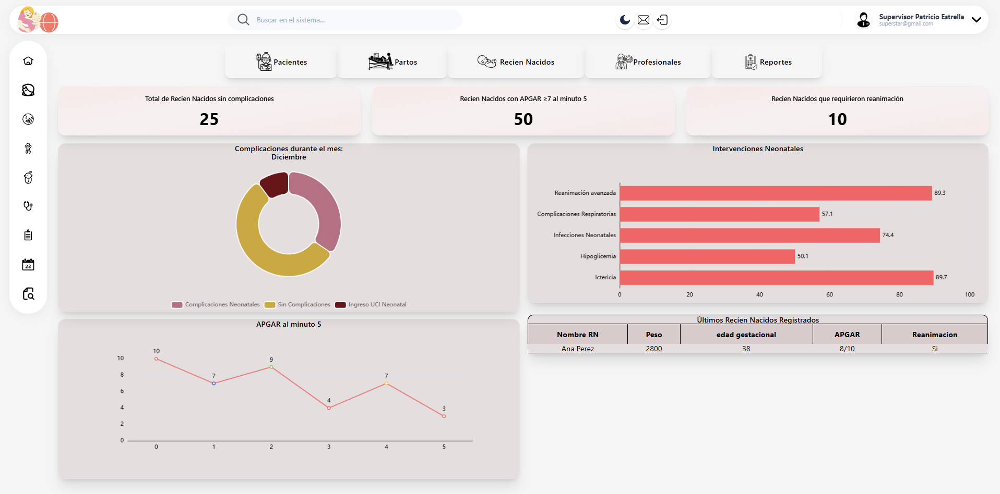 Buscar en el sistema...
Supervisor Patricio Estrella
superstar@gmail.com
Pacientes
Partos
Recien Nacidos
Profesionales
Reportes
23
Total de Recien Nacidos sin complicaciones
25
Recien Nacidos con APGAR ≥7 al minuto 5
50
Recien Nacidos que requirieron reanimación
10
Complicaciones durante el mes:
Diciembre
Complicaciones Neonatales
Sin Complicaciones
Ingreso UCI Neonatal
Intervenciones Neonatales
Reanimación avanzada 89.3
Complicaciones Respiratorias 57.1
Infecciones Neonatales 74.4
Hipoglicemia 50.1
Ictericia 89.7
0 20 40 60 80 100
APGAR al minuto 5
10
8
6
4
2
0
10 7 9 4 7 3
0 1 2 3 4 5
Últimos Recien Nacidos Registrados
Nombre RN Peso edad gestacional APGAR Reanimacion
Ana Perez 2800 38 8/10 Si